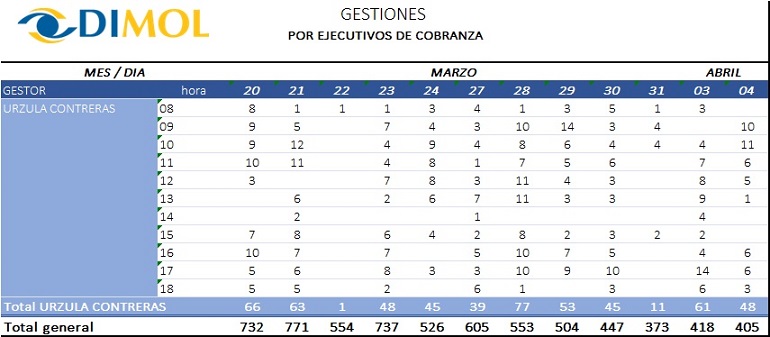 DIMOL
GESTIONES
POR EJECUTIVOS DE COBRANZA
MES / DIA MARZO ABRIL
GESTOR hora 20 21 22 23 24 27 28 29 30 31 03 04
URZULA CONTRERAS 08 8 1 1 1 3 4 1 3 5 1 3
09 9 5 7 4 3 10 14 3 4 10
10 9 12 4 9 4 8 6 4 4 4 11
11 10 11 4 8 1 7 5 6 7 6
12 3 7 8 3 11 4 3 8 5
13 6 2 6 7 11 3 3 9 1
14 2 1 4
15 7 8 6 4 2 8 2 3 2 2
16 10 7 7 5 10 7 5 4 6
17 5 6 8 3 3 10 9 10 14 6
18 5 5 2 6 1 3 6 3
Total URZULA CONTRERAS 66 63 1 48 45 39 77 53 45 11 61 48
Total general 732 771 554 737 526 605 553 504 447 373 418 405